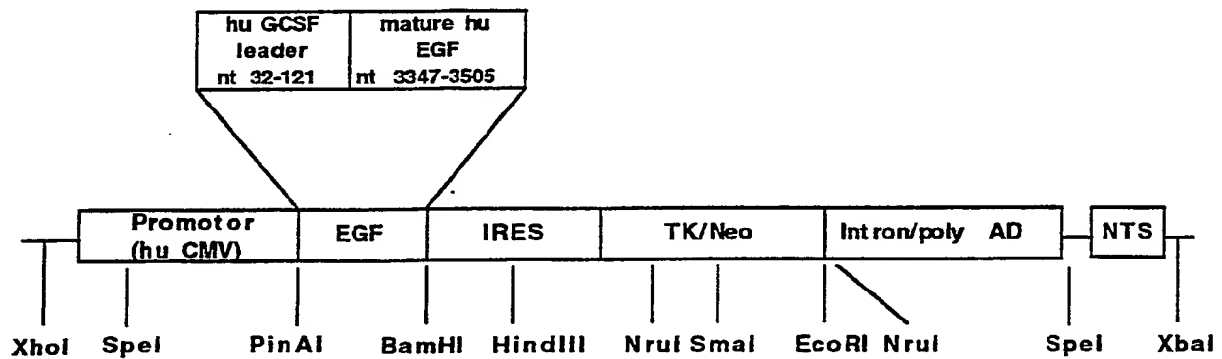 hu GCSF
leader
nt 32-121
mature hu
EGF
nt 3347-3505
Promotor
(hu CMV)
EGF
IRES
TK/Neo
Intron/poly AD
NTS
XhoI SpeI PinAI BamHI HindIII NruI SmaI EcoRI NruI SpeI XbaI